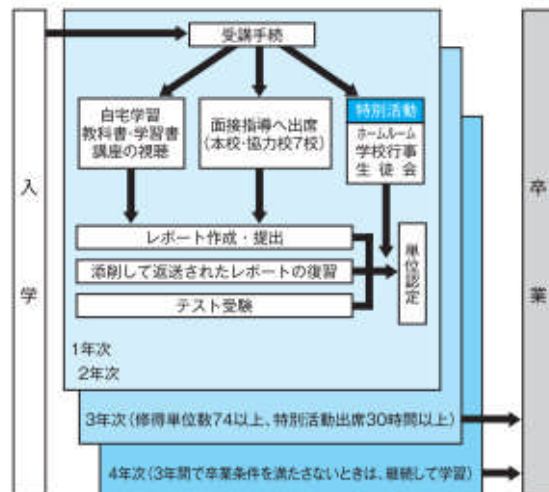 入学
受講手続
自宅学習
教科書・学習書
講座の視聴
面接指導へ出席
(本校・協力校7校)
特別活動
ホームルーム
学校行事
生徒会
レポート作成・提出
添削して返送されたレポートの復習
テスト受験
単位認定
1年次
2年次
3年次(修得単位数74以上、特別活動出席30時間以上)
4年次(3年間で卒業条件を満たさないときは、継続して学習)
卒業